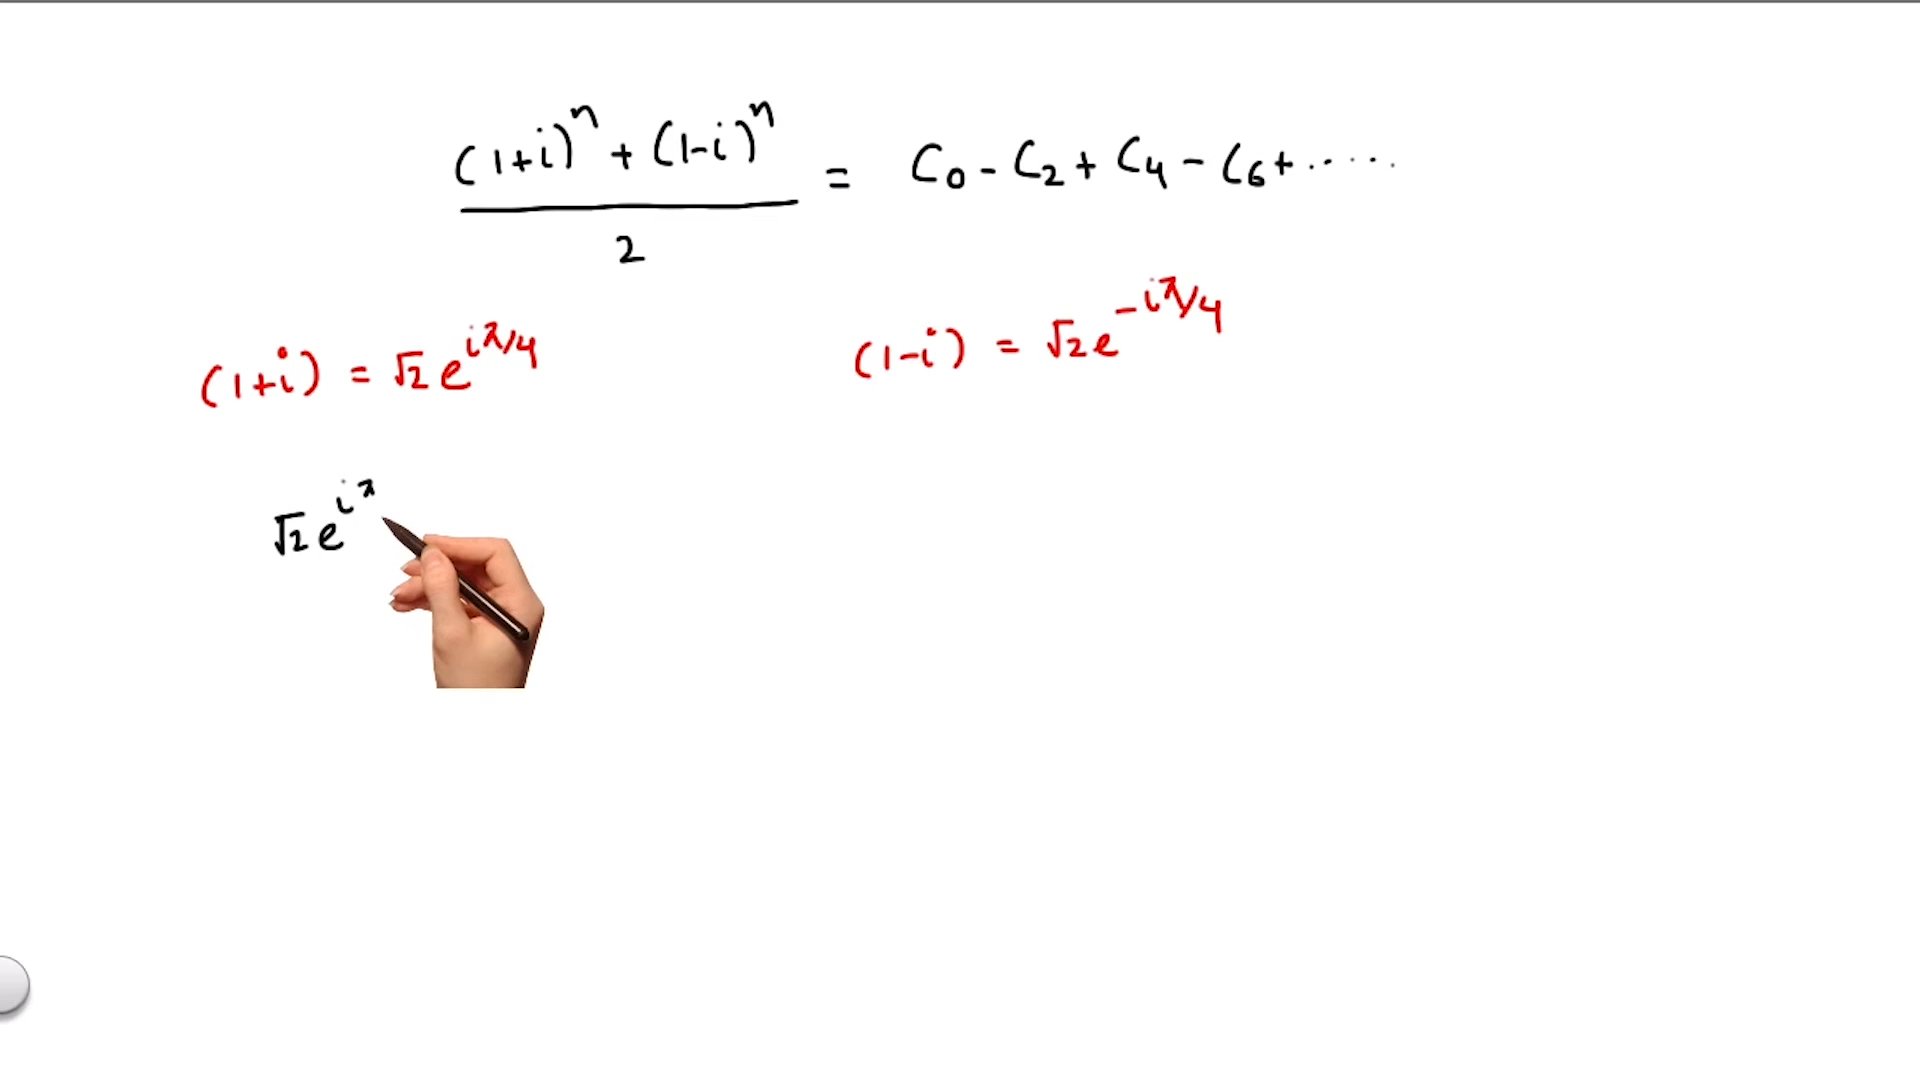 (1+i)ⁿ + (1-i)ⁿ / 2 = C₀ - C₂ + C₄ - C₆ + .....
(1+i) = √2 e^{iπ/4}
(1-i) = √2 e^{-iπ/4}
√2 e^{iπ}